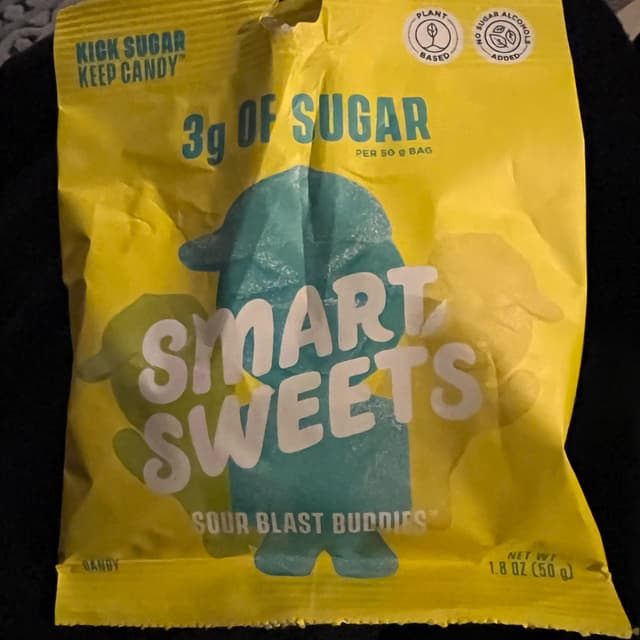 KICK SUGAR
KEEP CANDY™
PLANT
BASED
NO SUGAR ALCOHOLS
ADDED
3g OF SUGAR
PER 50 g BAG
SMART
SWEETS
SOUR BLAST BUDDIES™
CANDY
NET WT
1.8 OZ (50 g)